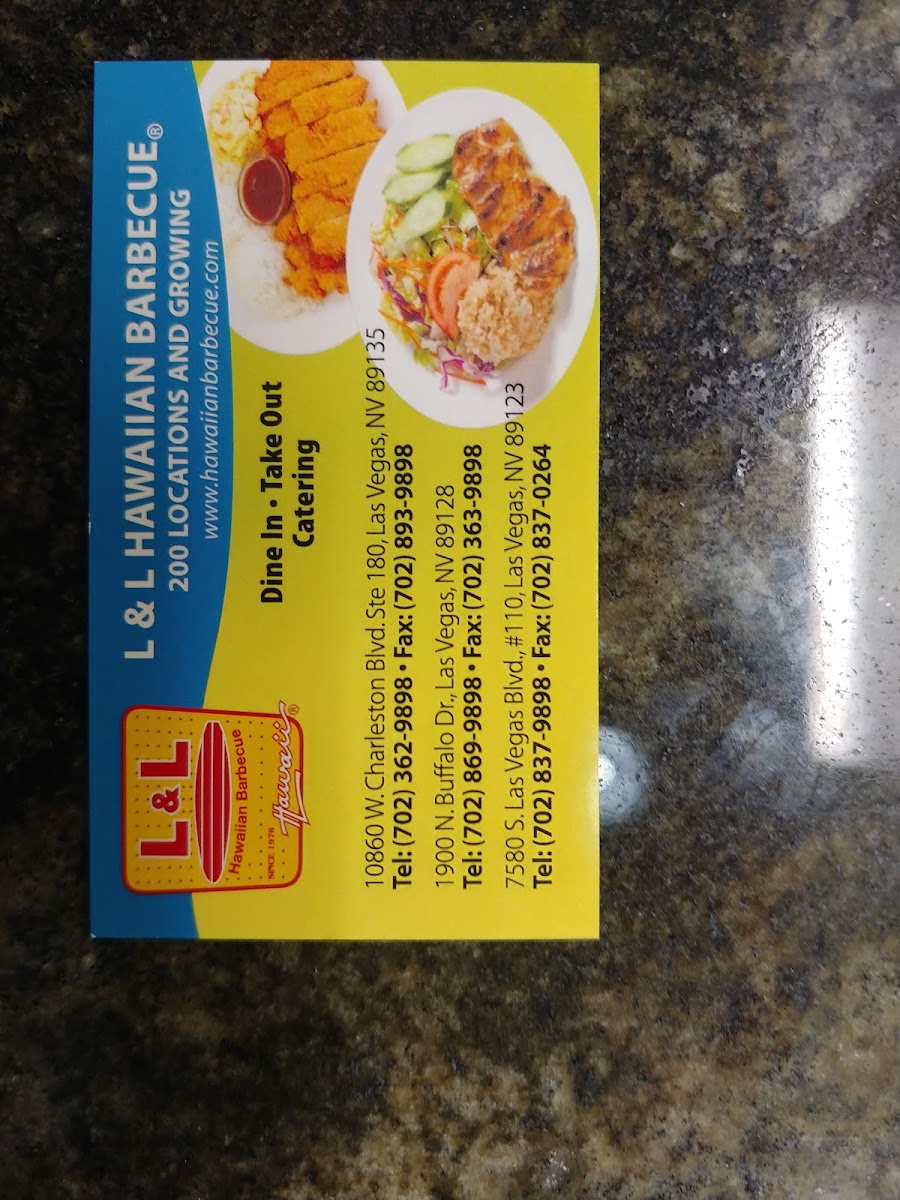 L & L HAWAIIAN BARBECUE®
200 LOCATIONS AND GROWING
www.hawaiianbarbecue.com
L & L
Hawaiian Barbecue
SINCE 1976
Hawaii®
Dine In • Take Out
Catering
10860 W. Charleston Blvd. Ste 180, Las Vegas, NV 89135
Tel: (702) 362-9898 • Fax: (702) 893-9898
1900 N. Buffalo Dr., Las Vegas, NV 89128
Tel: (702) 869-9898 • Fax: (702) 363-9898
7580 S. Las Vegas Blvd., #110, Las Vegas, NV 89123
Tel: (702) 837-9898 • Fax: (702) 837-0264